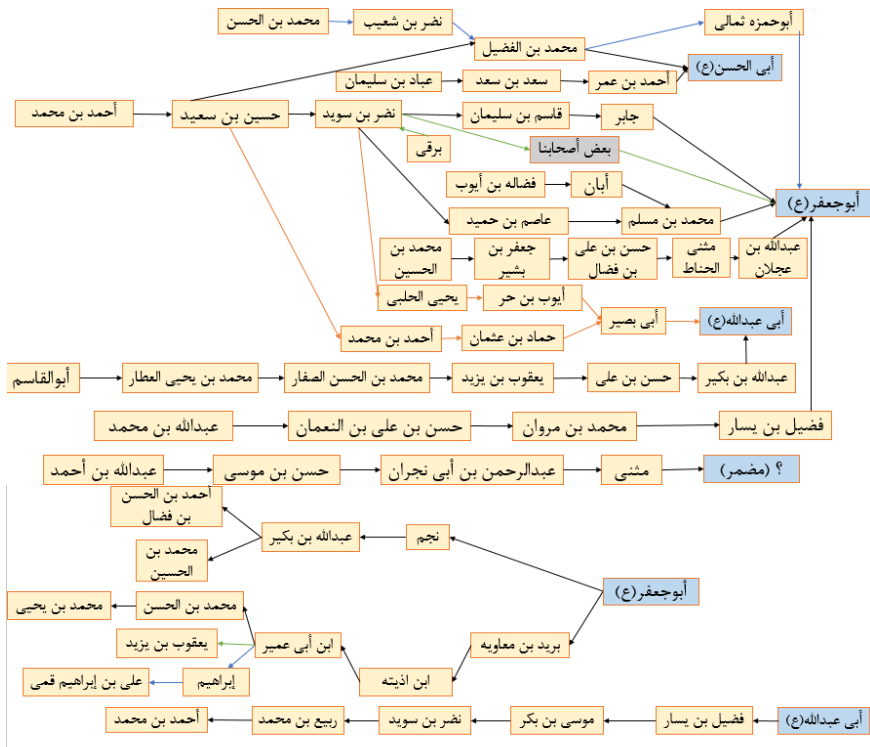 محمد بن الحسن
نضر بن شعیب
محمد بن الفضیل
أبوحمزه ثمالی
أبی الحسن(ع)
عباد بن سلیمان
سعد بن سعد
أحمد بن عمر
أحمد بن محمد
حسین بن سعید
نضر بن سوید
قاسم بن سلیمان
جابر
برقی
بعض أصحابنا
فضاله بن أیوب
أبان
أبوجعفر(ع)
عاصم بن حمید
محمد بن مسلم
محمد بن
الحسین
جعفر بن
بشیر
حسن بن علی
بن فضال
مثنی
الحناط
عبدالله بن
عجلان
یحیی الحلبی
أیوب بن حر
أبی بصیر
أبی عبدالله(ع)
أحمد بن محمد
حماد بن عثمان
أبوالقاسم
محمد بن یحیی العطار
محمد بن الحسن الصفار
یعقوب بن یزید
حسن بن علی
عبدالله بن بکیر
عبدالله بن محمد
حسن بن علی بن النعمان
محمد بن مروان
فضیل بن یسار
عبدالله بن أحمد
حسن بن موسی
عبدالرحمن بن أبی نجران
مثنی
؟ (مضمر)
أحمد بن الحسن
بن فضال
عبدالله بن بکیر
نجم
محمد بن
الحسین
أبوجعفر(ع)
محمد بن یحیی
محمد بن الحسن
یعقوب بن یزید
ابن أبی عمیر
برید بن معاویه
علی بن إبراهیم قمی
إبراهیم
ابن اذیته
أحمد بن محمد
ربیع بن محمد
نضر بن سوید
موسی بن بکر
فضیل بن یسار
أبی عبدالله(ع)